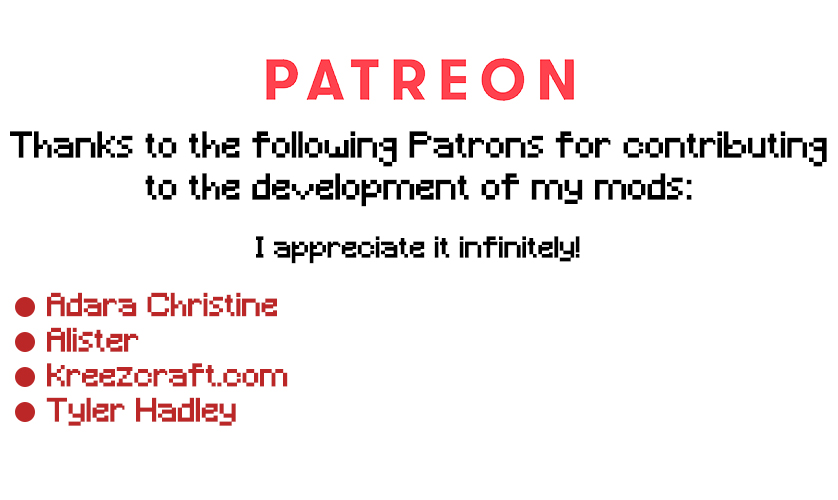 PATREON
Thanks to the following Patrons for contributing
to the development of my mods:
I appreciate it infinitely!
● Adara Christine
● Alister
● KreeZcraft.com
● Tyler Hadley